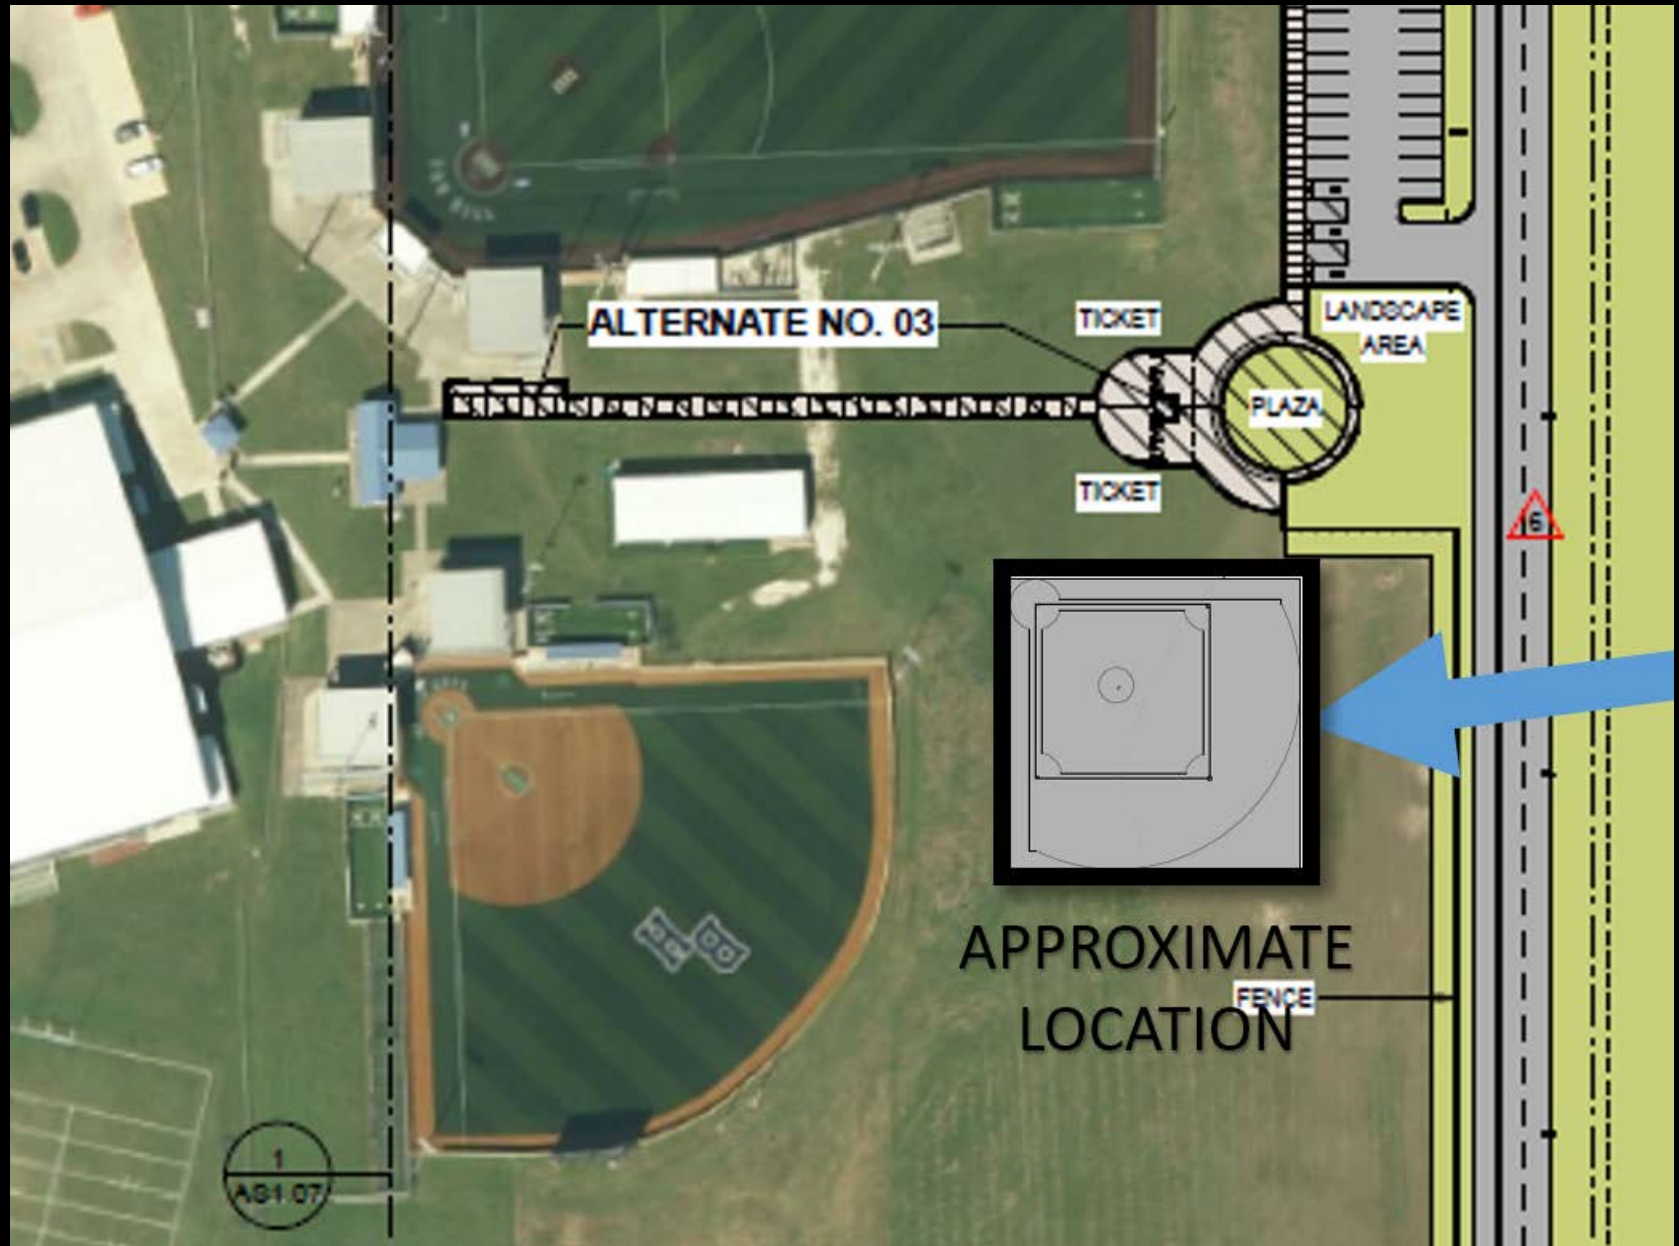 ALTERNATE NO. 03
TICKET
LANDSCAPE
AREA
PLAZA
TICKET
6
APPROXIMATE
LOCATION
FENCE
1
AS1.07